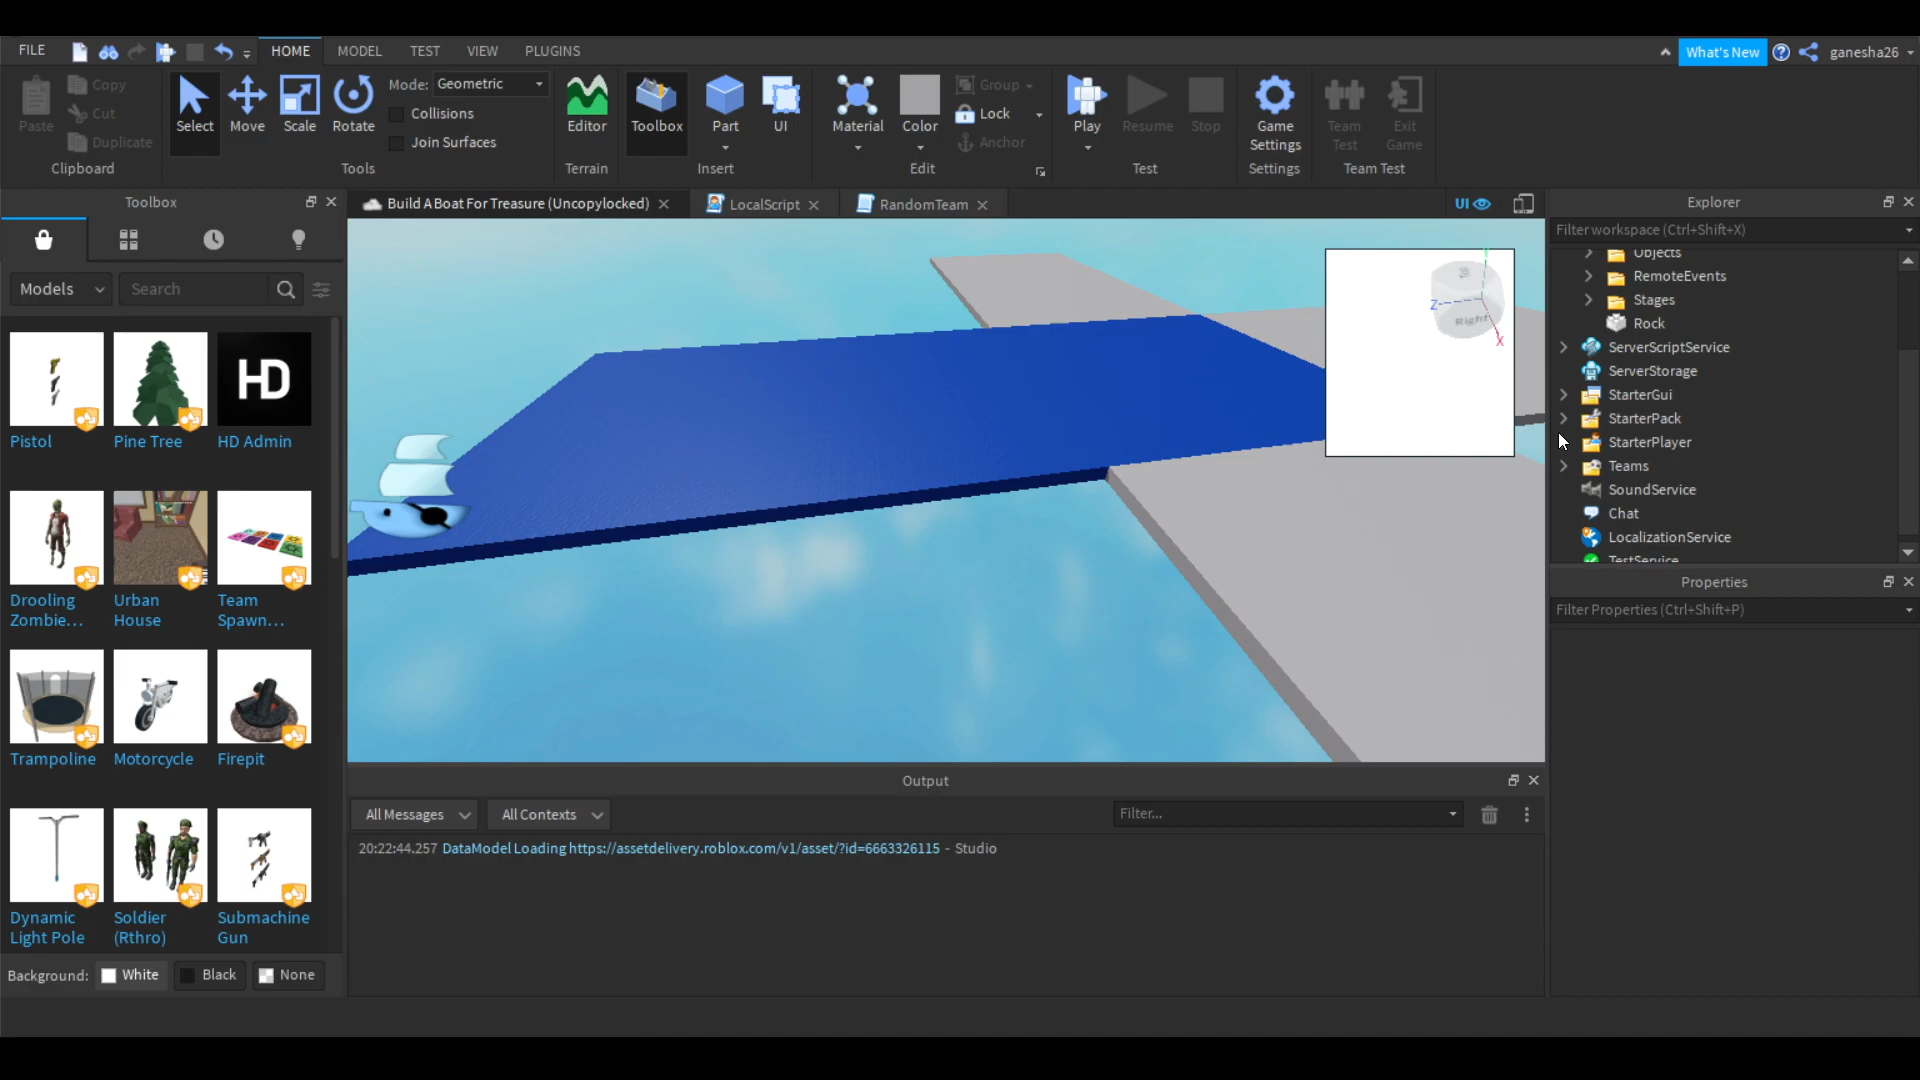 FILE
HOME
MODEL
TEST
VIEW
PLUGINS
What's New
ganesha26
Paste
Copy
Cut
Duplicate
Clipboard
Select
Move
Scale
Rotate
Mode: Geometric
Collisions
Join Surfaces
Tools
Editor
Terrain
Toolbox
Part
UI
Insert
Material
Color
Group
Lock
Anchor
Edit
Play
Resume
Stop
Test
Game
Settings
Settings
Team
Test
Exit
Game
Team Test
Toolbox
Build A Boat For Treasure (Uncopylocked)
LocalScript
RandomTeam
UI
Models
Search
Pistol
Pine Tree
HD
HD Admin
Drooling
Zombie...
Urban
House
Team
Spawn...
Trampoline
Motorcycle
Firepit
Dynamic
Light Pole
Soldier
(Rthro)
Submachine
Gun
Background:
White
Black
None
Z
Right
X
Output
All Messages
All Contexts
Filter...
20:22:44.257 DataModel Loading https://assetdelivery.roblox.com/v1/asset/?id=6663326115 - Studio
Explorer
Filter workspace (Ctrl+Shift+X)
Objects
RemoteEvents
Stages
Rock
ServerScriptService
ServerStorage
StarterGui
StarterPack
StarterPlayer
Teams
SoundService
Chat
LocalizationService
TestService
Properties
Filter Properties (Ctrl+Shift+P)